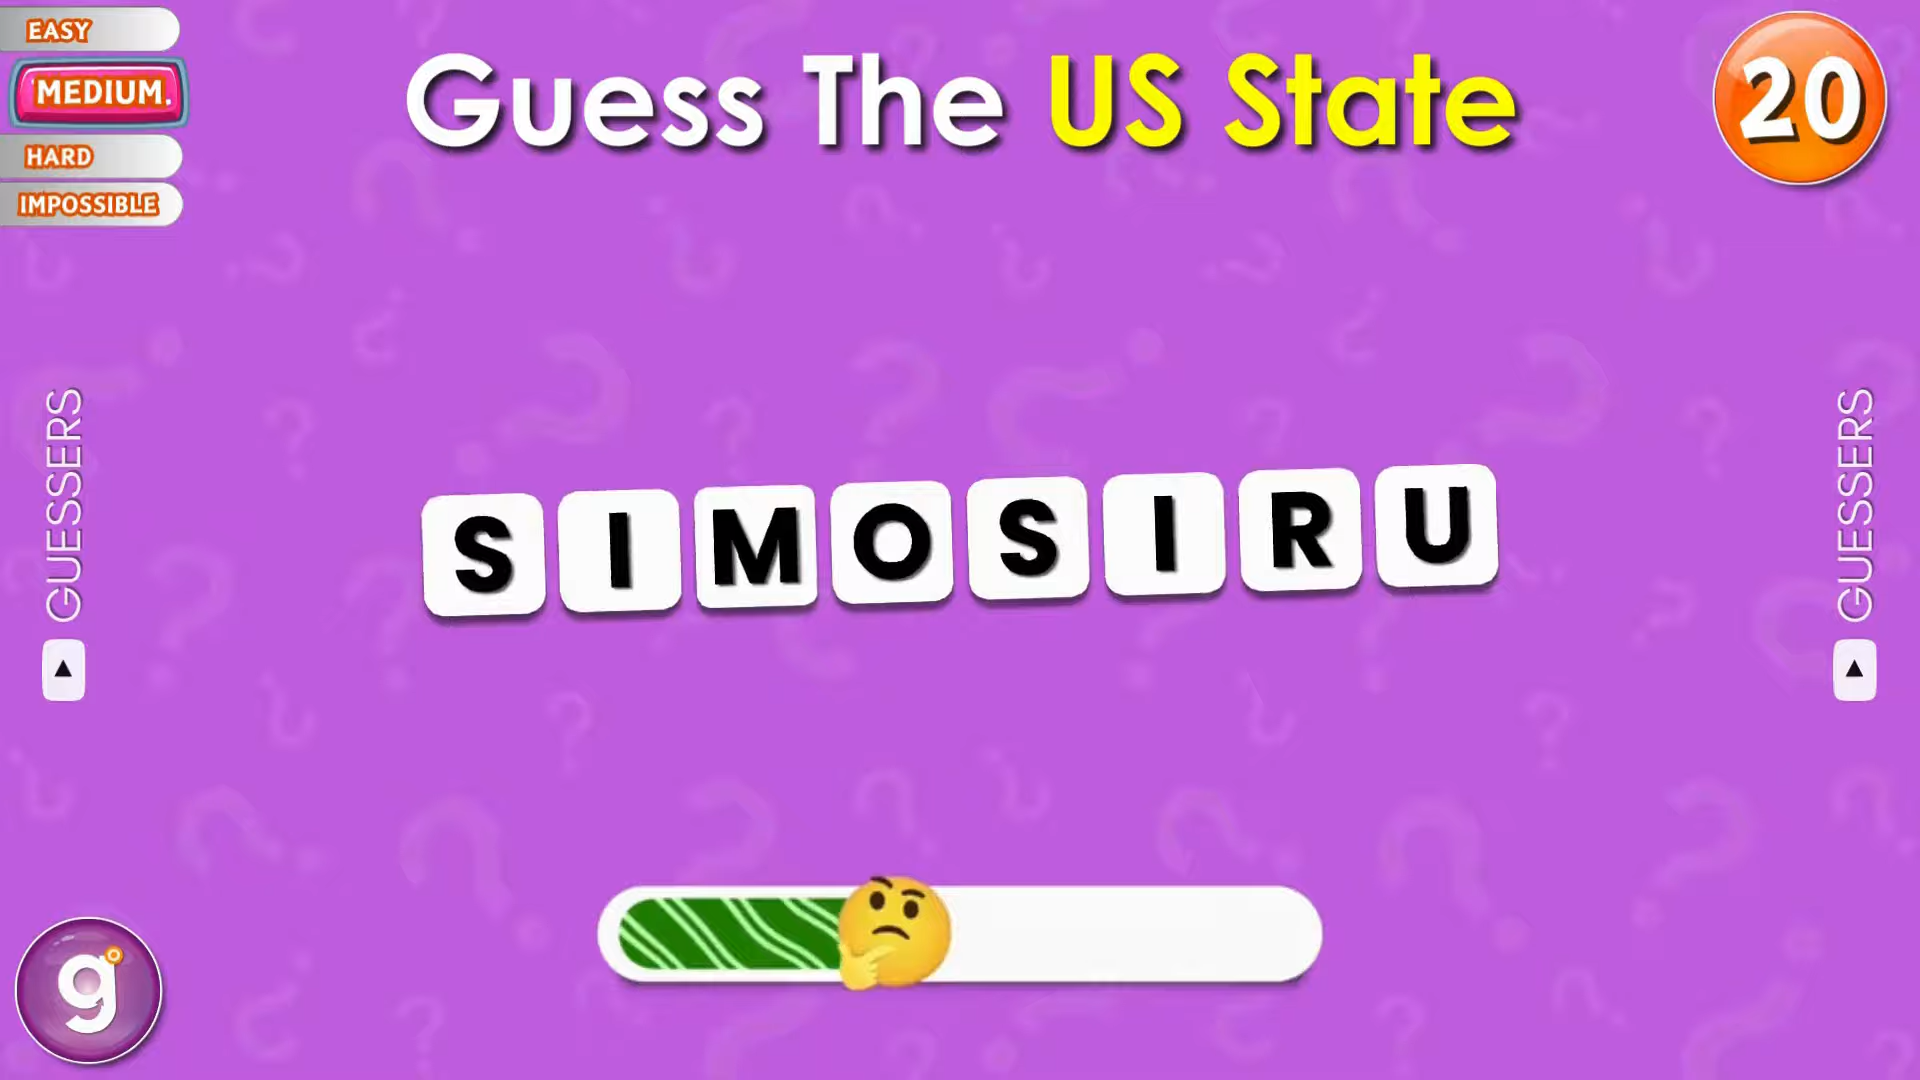 EASY
MEDIUM.
HARD
IMPOSSIBLE
Guess The US State
20
GUESSERS
SIMOSIRU
GUESSERS
g